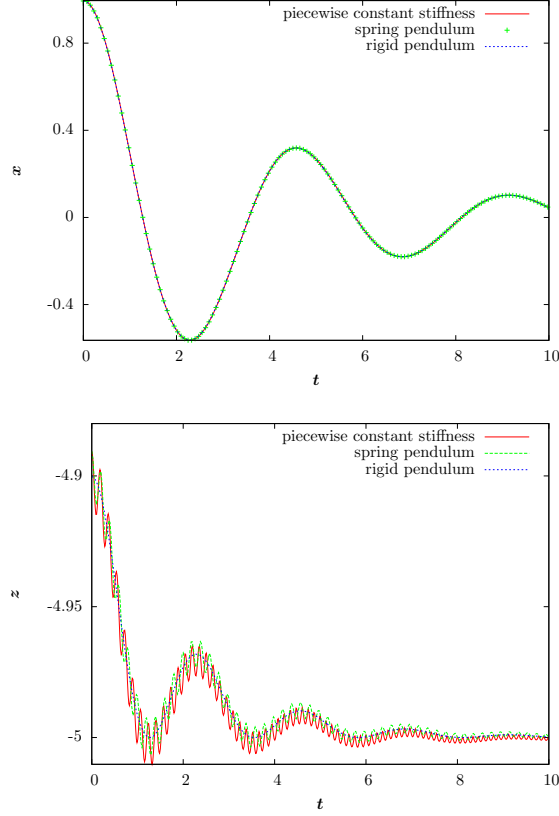 piecewise constant stiffness
spring pendulum
rigid pendulum
0.8
0.4
0
-0.4
x
0 2 4 6 8 10
t
piecewise constant stiffness
spring pendulum
rigid pendulum
-4.9
-4.95
-5
z
0 2 4 6 8 10
t